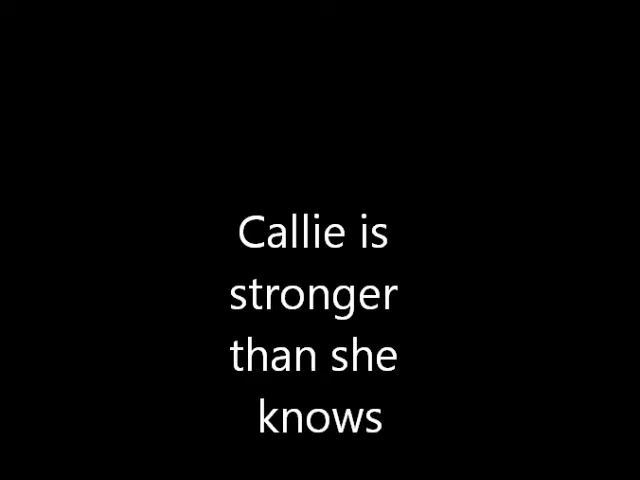 Callie is
stronger
than she
knows